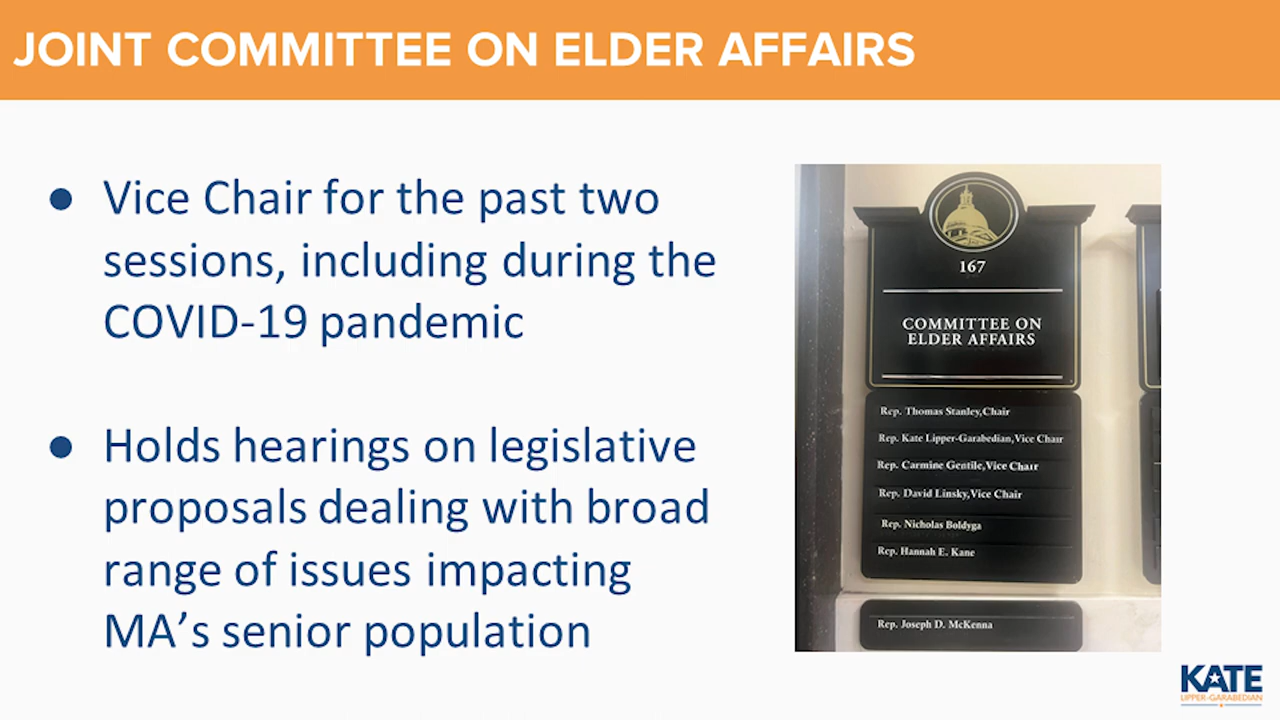 JOINT COMMITTEE ON ELDER AFFAIRS
● Vice Chair for the past two
sessions, including during the
COVID-19 pandemic
● Holds hearings on legislative
proposals dealing with broad
range of issues impacting
MA’s senior population
167
COMMITTEE ON
ELDER AFFAIRS
Rep. Thomas Stanley,Chair
Rep. Kate Lipper-Garabedian,Vice Chair
Rep. Carmine Gentile,Vice Chair
Rep. David Linsky,Vice Chair
Rep. Nicholas Boldyga
Rep. Hannah E. Kane
Rep. Joseph D. McKenna
KATE
LIPPER-GARABEDIAN